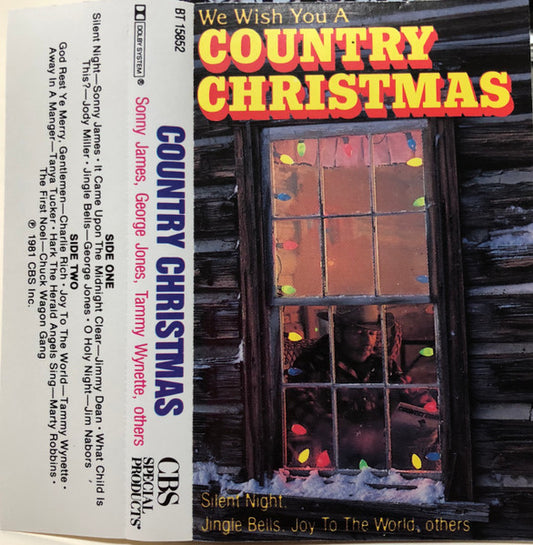 We Wish You A
COUNTRY
CHRISTMAS
Silent Night,
Jingle Bells, Joy To The World, others
BT 15852
DOLBY SYSTEM ®
COUNTRY CHRISTMAS
Sonny James, George Jones, Tammy Wynette, others
CBS
SPECIAL
PRODUCTS
SIDE ONE
Silent Night—Sonny James • It Came Upon The Midnight Clear—Jimmy Dean • What Child Is
This?—Jody Miller • Jingle Bells—George Jones • O Holy Night—Jim Nabors
SIDE TWO
God Rest Ye Merry, Gentlemen—Charlie Rich • Joy To The World—Tammy Wynette •
Away In A Manger—Tanya Tucker • Hark The Herald Angels Sing—Marty Robbins •
The First Noel—Chuck Wagon Gang
℗ 1981 CBS Inc.